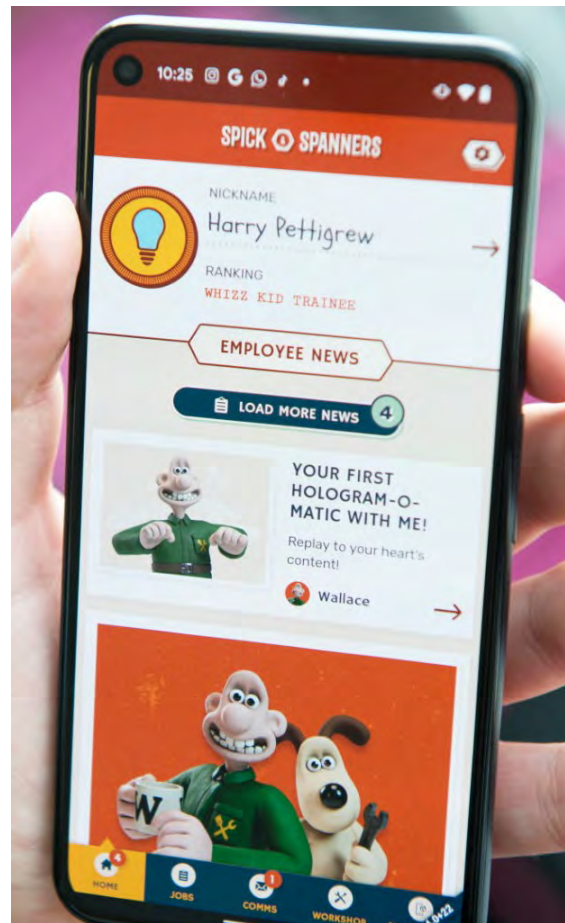 10:25
SPICK SPANNERS
NICKNAME
Harry Pettigrew
RANKING
WHIZZ KID TRAINEE
EMPLOYEE NEWS
LOAD MORE NEWS 4
YOUR FIRST
HOLOGRAM-O-
MATIC WITH ME!
Replay to your heart's
content!
Wallace
W
4
1
HOME
JOBS
COMMS
WORKSHOP